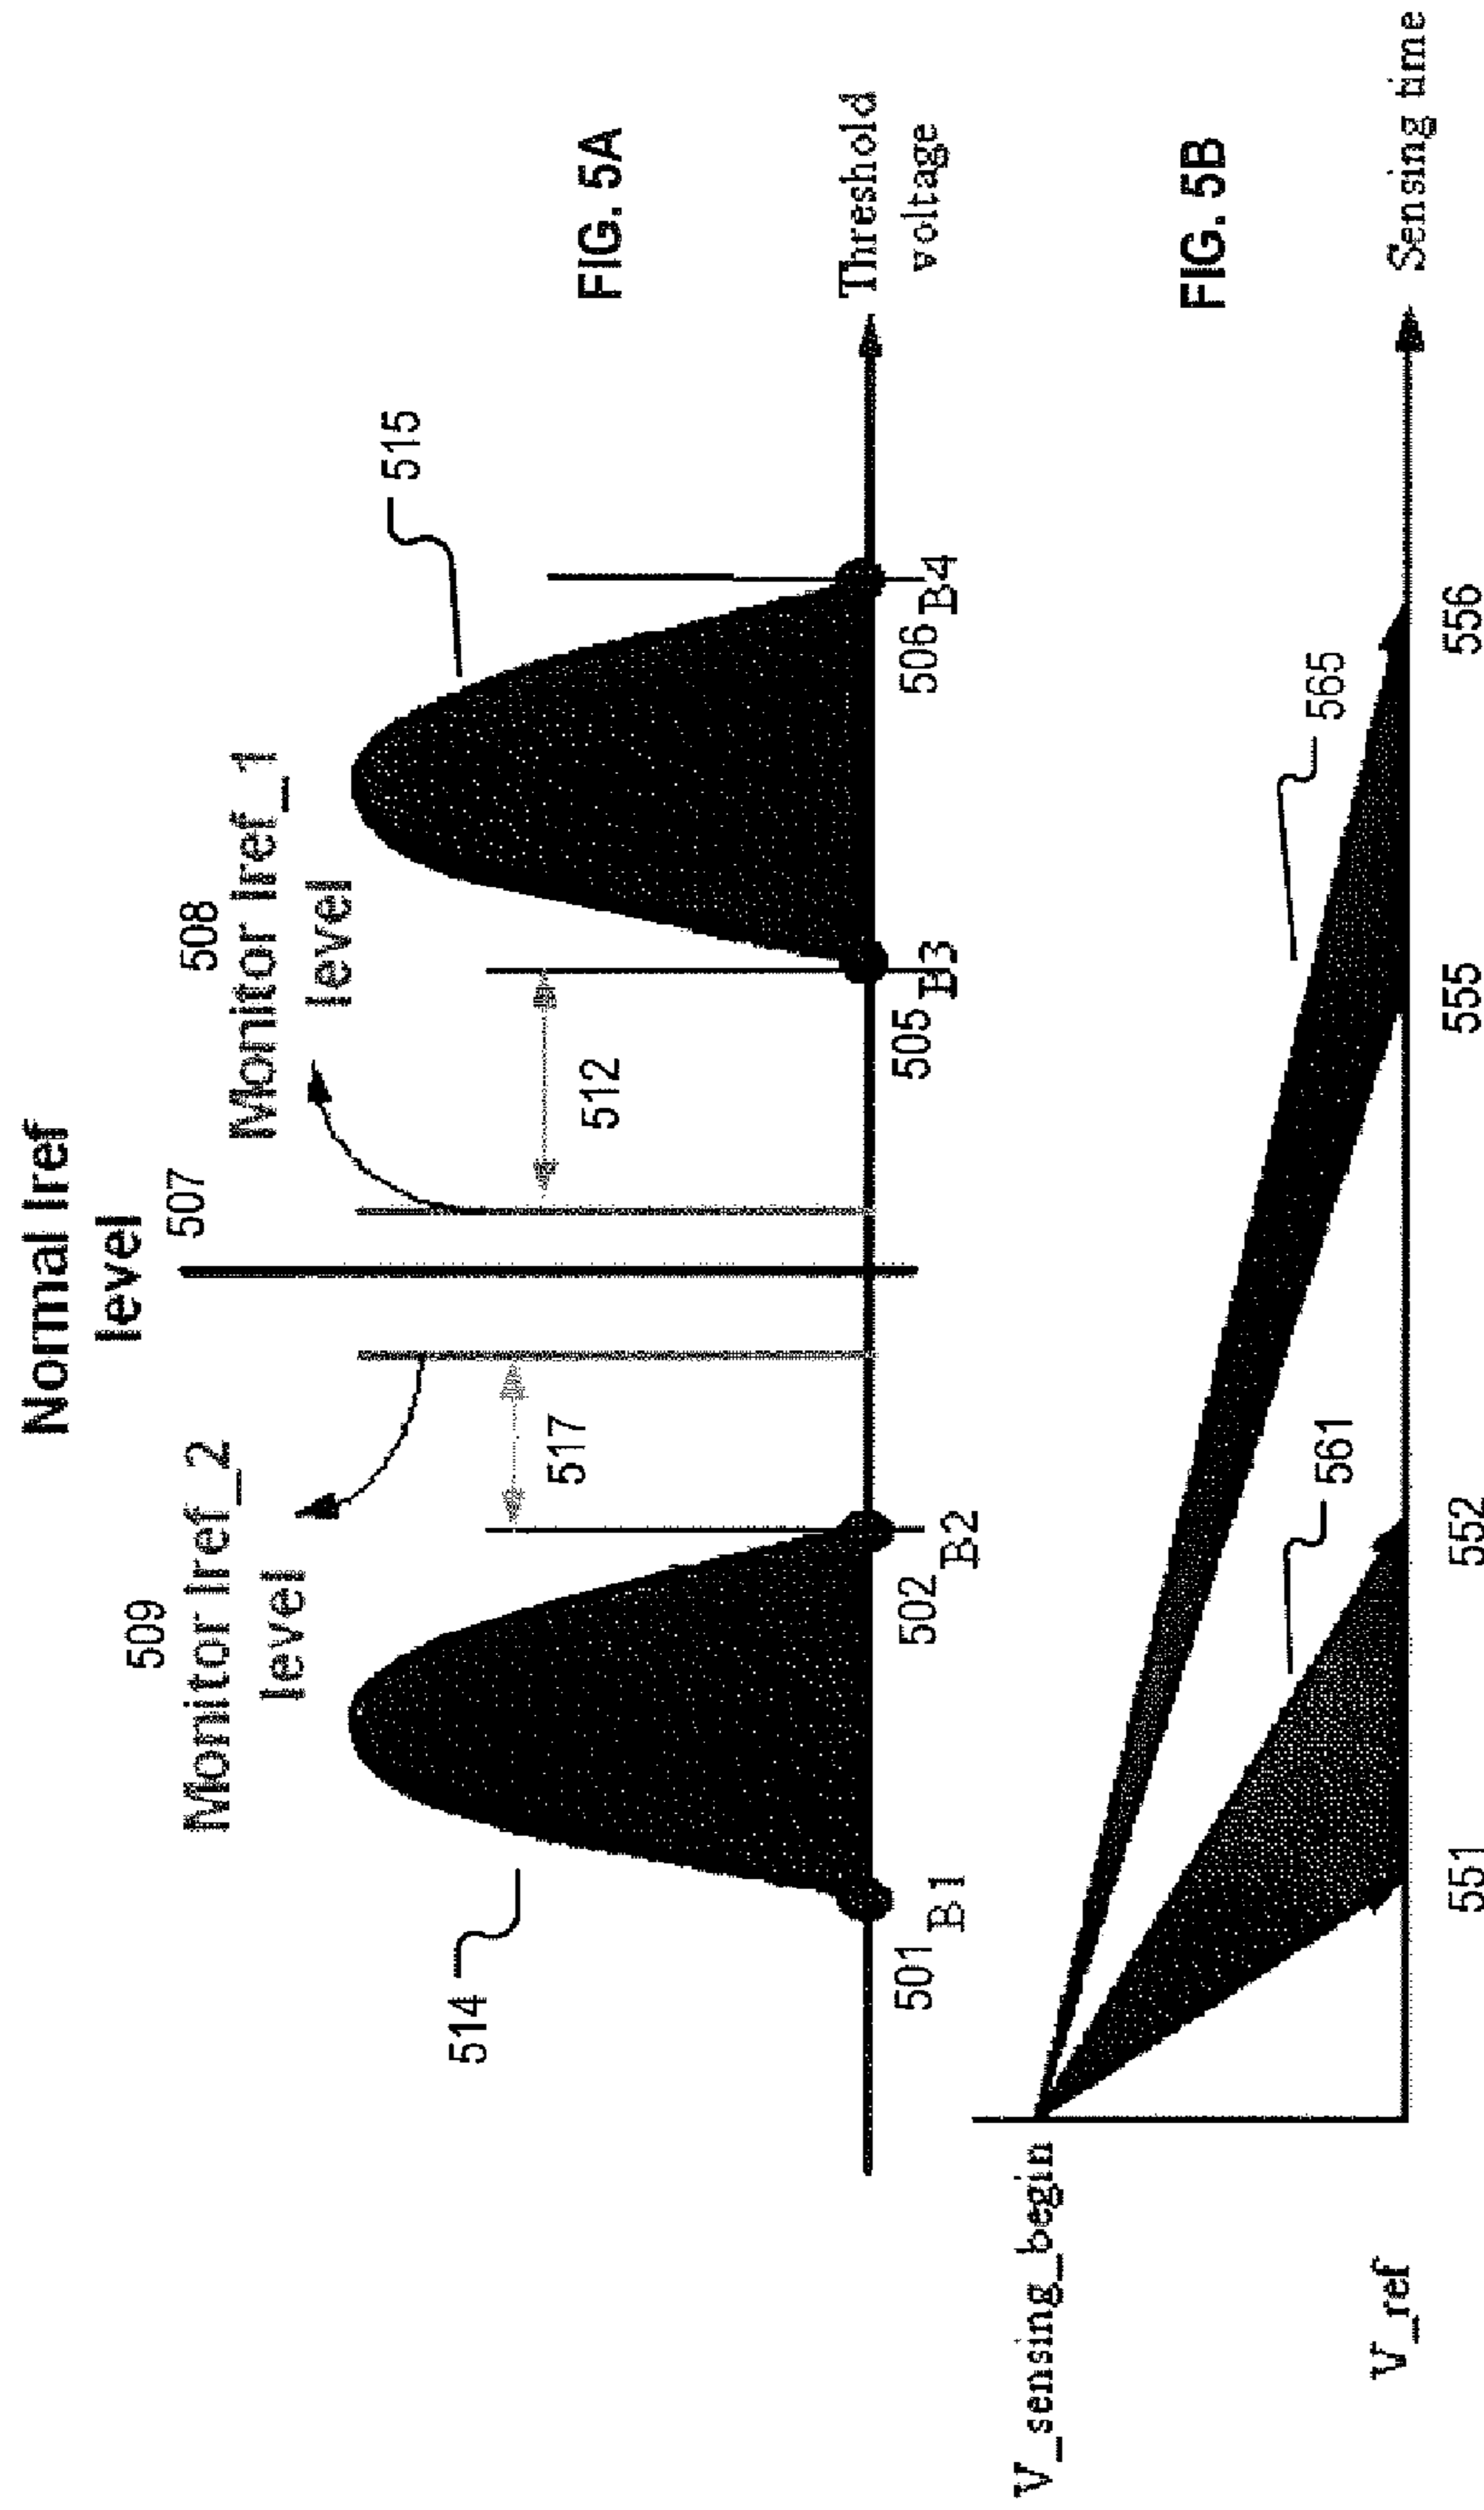 Normal Iref
level
507
509
Monitor Iref_2
level
508
Monitor Iref_1
level
514
515
517
512
FIG. 5A
Threshold
voltage
501
B1
502
B2
505
B3
506
B4
V_sensing_begin
FIG. 5B
561
565
V_ref
Sensing time
551
552
555
556